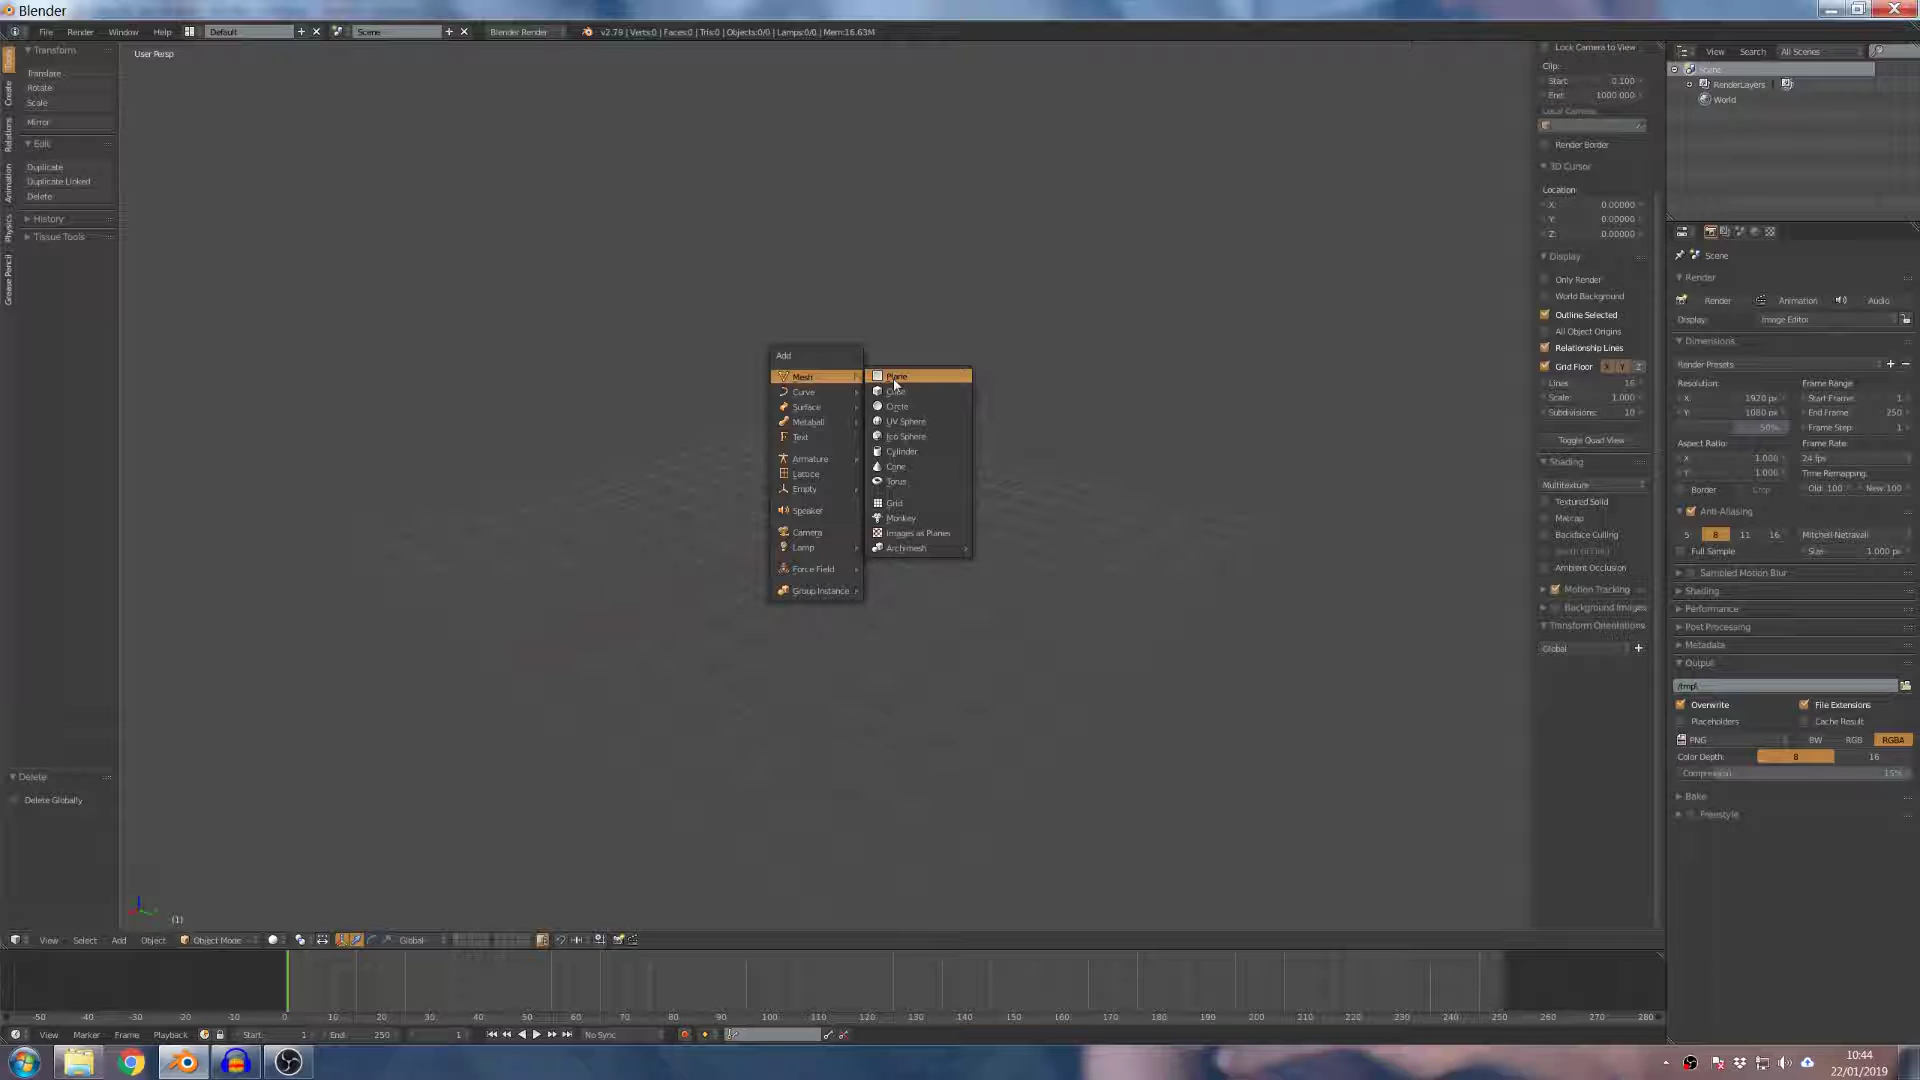 Blender
File
Render
Window
Help
Default
Scene
Blender Render
v2.79 | Verts:0 | Faces:0 | Tris:0 | Objects:0/0 | Lamps:0/0 | Mem:16.63M
Tools
Create
Relations
Animation
Physics
Grease Pencil
Transform
Translate
Rotate
Scale
Mirror
Edit
Duplicate
Duplicate Linked
Delete
History
Tissue Tools
Delete
Delete Globally
User Persp
(1)
Add
Mesh
Curve
Surface
Metaball
Text
Armature
Lattice
Empty
Speaker
Camera
Lamp
Force Field
Group Instance
Plane
Cube
Circle
UV Sphere
Ico Sphere
Cylinder
Cone
Torus
Grid
Monkey
Images as Planes
Archimesh
Lock Camera to View
Clip:
Start: 0.100
End: 1000.000
Local Camera:
Render Border
3D Cursor
Location:
X: 0.00000
Y: 0.00000
Z: 0.00000
Display
Only Render
World Background
Outline Selected
All Object Origins
Relationship Lines
Grid Floor X Y Z
Lines 16
Scale: 1.000
Subdivisions: 10
Toggle Quad View
Shading
Multitexture
Textured Solid
Matcap
Backface Culling
Ambient Occlusion
Motion Tracking
Background Images
Transform Orientations
Global
View
Search
All Scenes
Scene
RenderLayers
World
Scene
Render
Render
Animation
Audio
Display:
Image Editor
Dimensions
Render Presets
Resolution:
Frame Range:
X: 1920 px
Start Frame: 1
Y: 1080 px
End Frame: 250
50%
Frame Step: 1
Aspect Ratio:
Frame Rate:
X 1.000
24 fps
Y 1.000
Time Remapping:
Border
Crop
Old: 100
New:100
Anti-Aliasing
5
8
11
16
Mitchell-Netravali
Full Sample
Size: 1.000 px
Sampled Motion Blur
Shading
Performance
Post Processing
Metadata
Output
/tmp\
Overwrite
File Extensions
Placeholders
Cache Result
PNG
BW
RGB
RGBA
Color Depth:
8
16
Compression: 15%
Bake
Freestyle
View
Select
Add
Object
Object Mode
Global
-50 -40 -30 -20 -10 0 10 20 30 40 50 60 70 80 90 100 110 120 130 140 150 160 170 180 190 200 210 220 230 240 250 260 270 280
View
Marker
Frame
Playback
Start: 1
End: 250
1
No Sync
10:44
22/01/2019